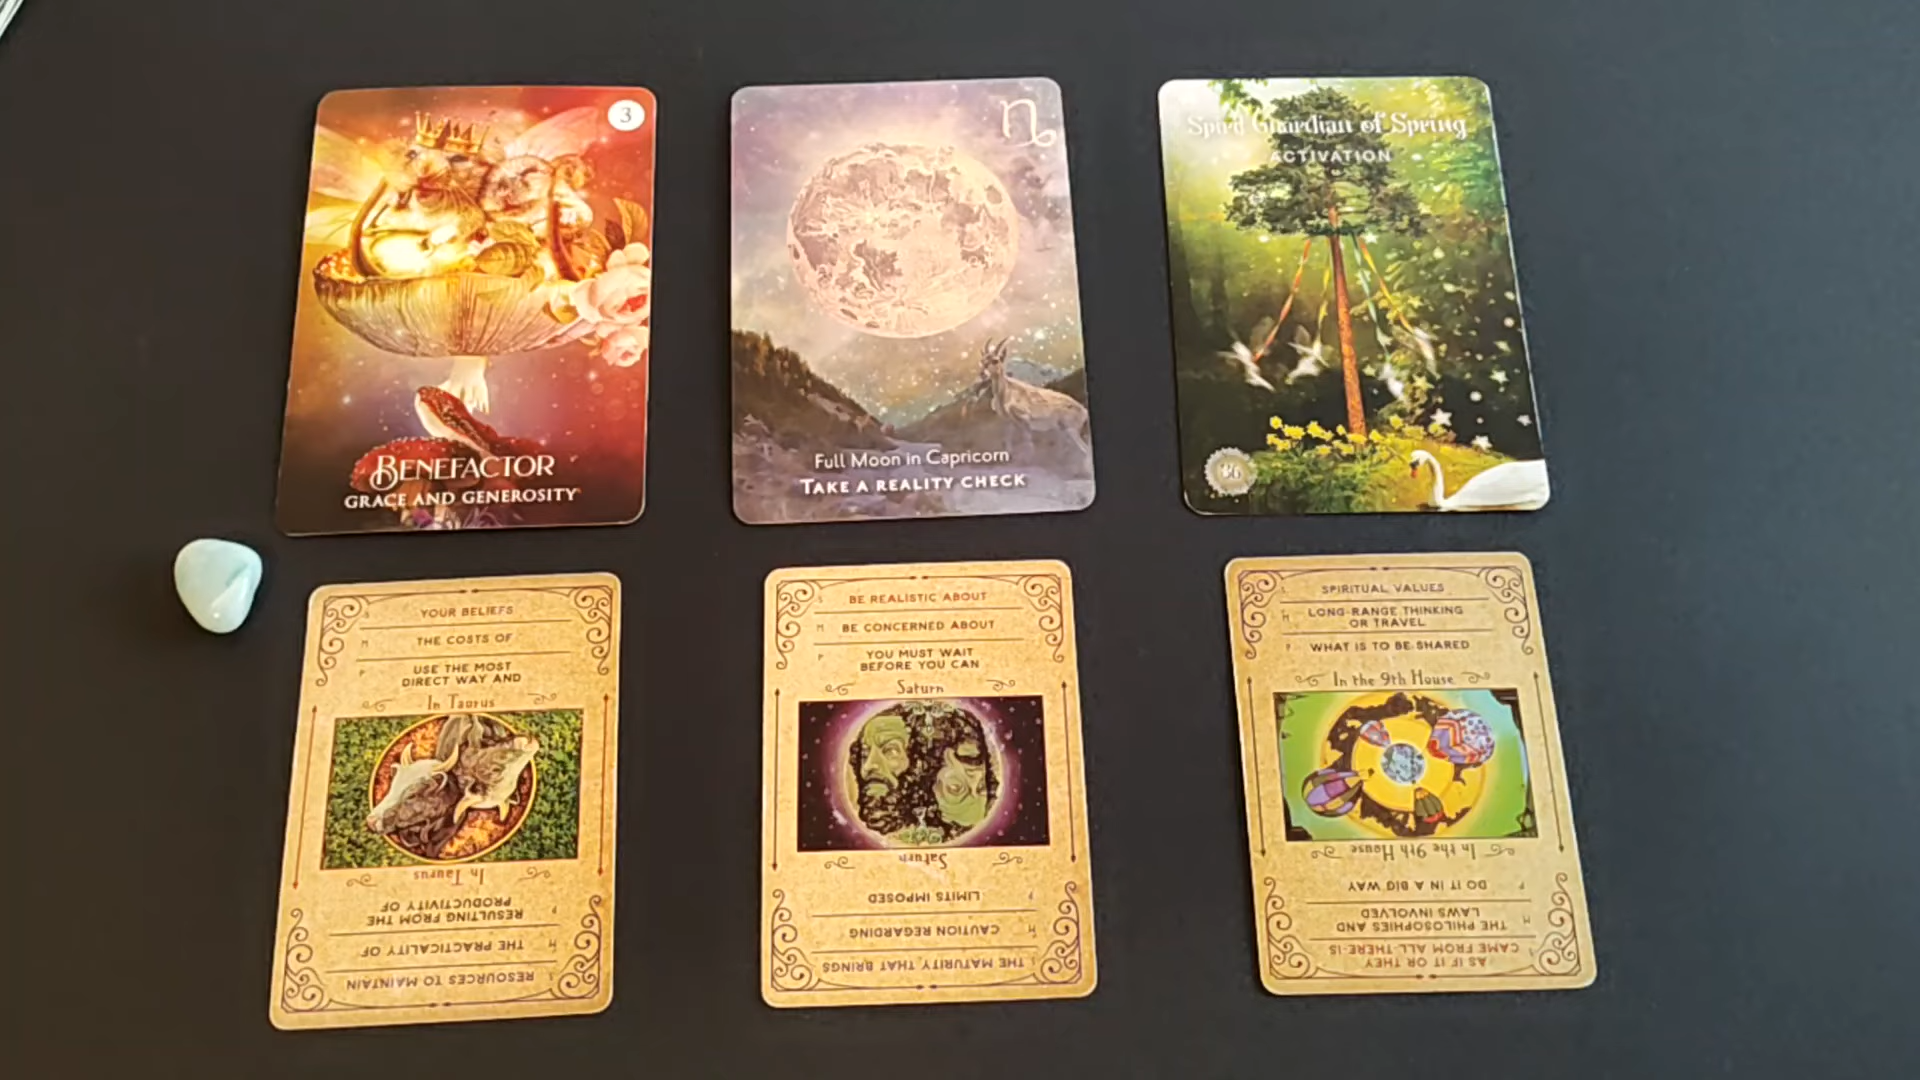 3
BENEFACTOR
GRACE AND GENEROSITY
Full Moon in Capricorn
TAKE A REALITY CHECK
Spirit Guardian of Spring
ACTIVATION
36
S YOUR BELIEFS
M THE COSTS OF
P USE THE MOST
DIRECT WAY AND
In Taurus
In Taurus
P RESULTING FROM THE
PRODUCTIVITY OF
M THE PRACTICALITY OF
S RESOURCES TO MAINTAIN
S BE REALISTIC ABOUT
M BE CONCERNED ABOUT
P YOU MUST WAIT
BEFORE YOU CAN
Saturn
Saturn
P LIMITS IMPOSED
M CAUTION REGARDING
S THE MATURITY THAT BRINGS
S SPIRITUAL VALUES
M LONG-RANGE THINKING
OR TRAVEL
P WHAT IS TO BE SHARED
In the 9th House
In the 9th House
P DO IT IN A BIG WAY
M THE PHILOSOPHIES AND
LAWS INVOLVED
S AS IF IT OR THEY
CAME FROM ALL THERE IS